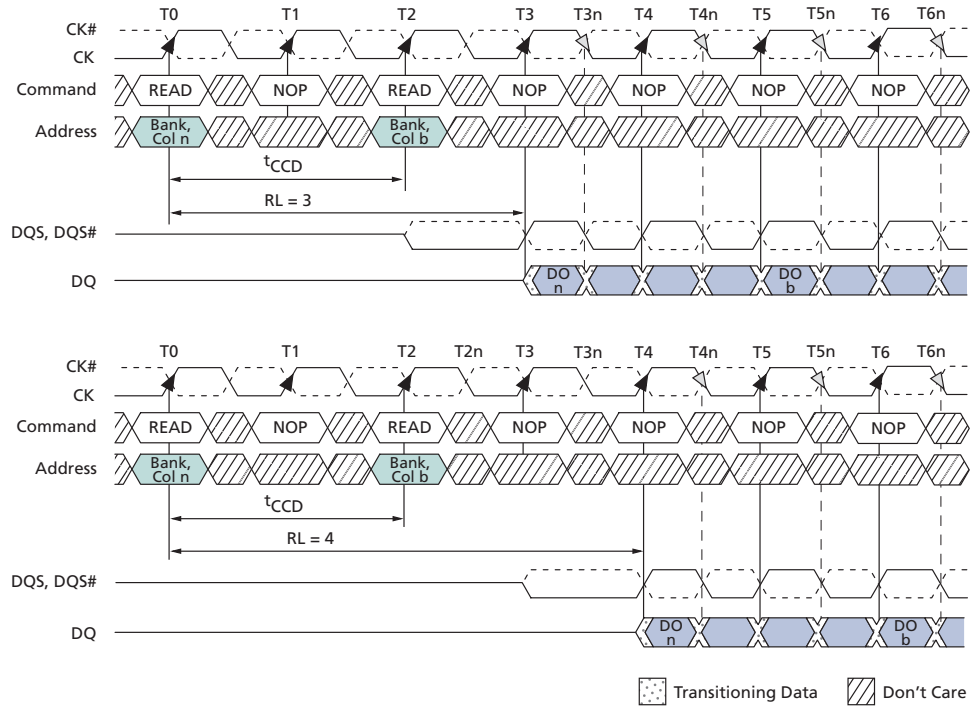 T0 T1 T2 T3 T3n T4 T4n T5 T5n T6 T6n
CK#
CK
Command READ NOP READ NOP NOP NOP NOP
Address Bank, Col n Bank, Col b
tCCD
RL = 3
DQS, DQS#
DQ DO n DO b
T0 T1 T2 T2n T3 T3n T4 T4n T5 T5n T6 T6n
CK#
CK
Command READ NOP READ NOP NOP NOP NOP
Address Bank, Col n Bank, Col b
tCCD
RL = 4
DQS, DQS#
DQ DO n DO b
Transitioning Data Don't Care